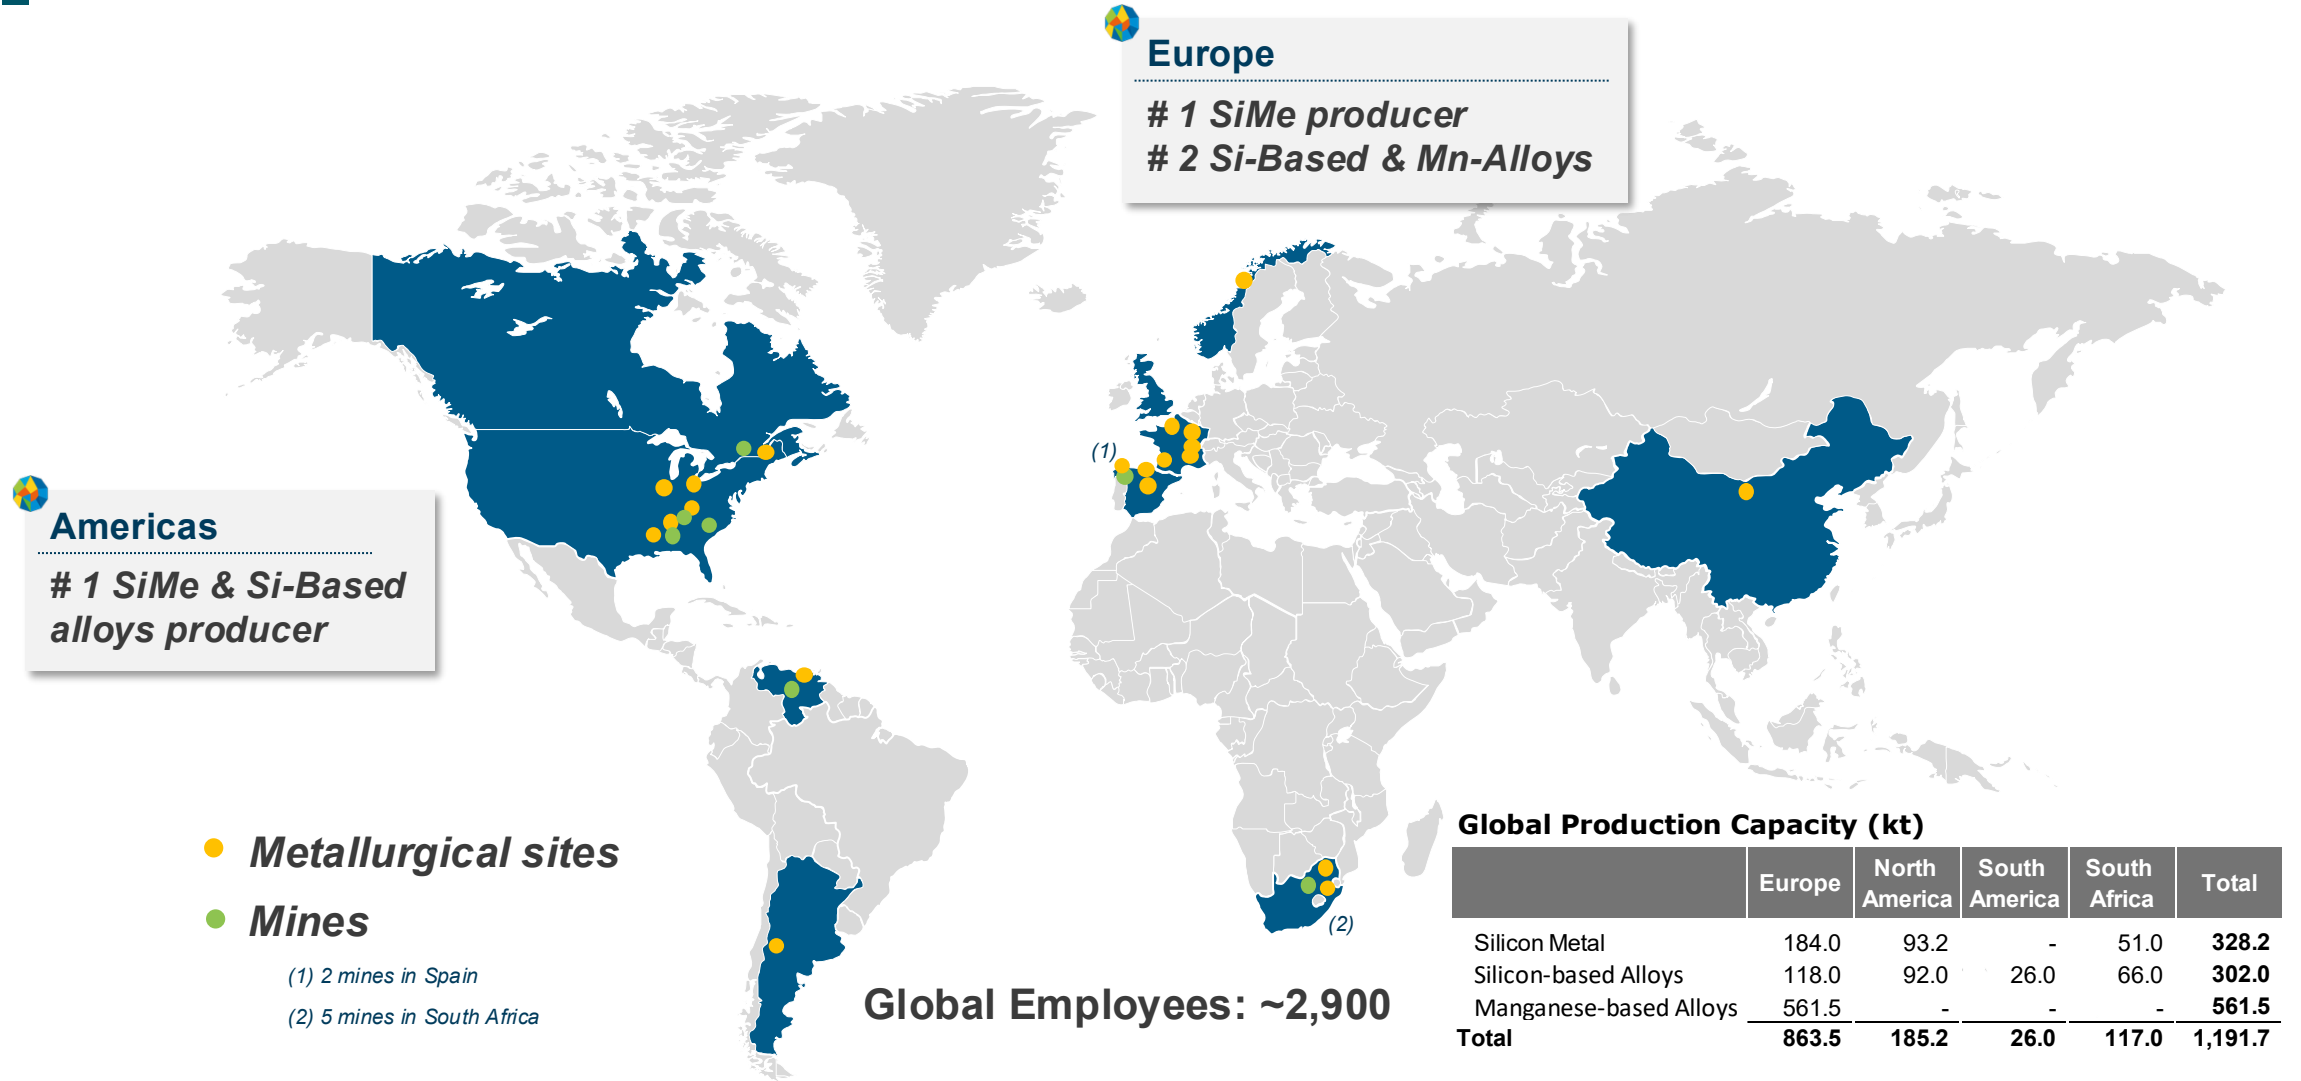 Europe
# 1 SiMe producer
# 2 Si-Based & Mn-Alloys
(1)
Americas
# 1 SiMe & Si-Based
alloys producer
Metallurgical sites
Mines
(1) 2 mines in Spain
(2) 5 mines in South Africa
Global Employees: ~2,900
(2)
Global Production Capacity (kt)
Europe North America South America South Africa Total
Silicon Metal 184.0 93.2 - 51.0 328.2
Silicon-based Alloys 118.0 92.0 26.0 66.0 302.0
Manganese-based Alloys 561.5 - - - 561.5
Total 863.5 185.2 26.0 117.0 1,191.7